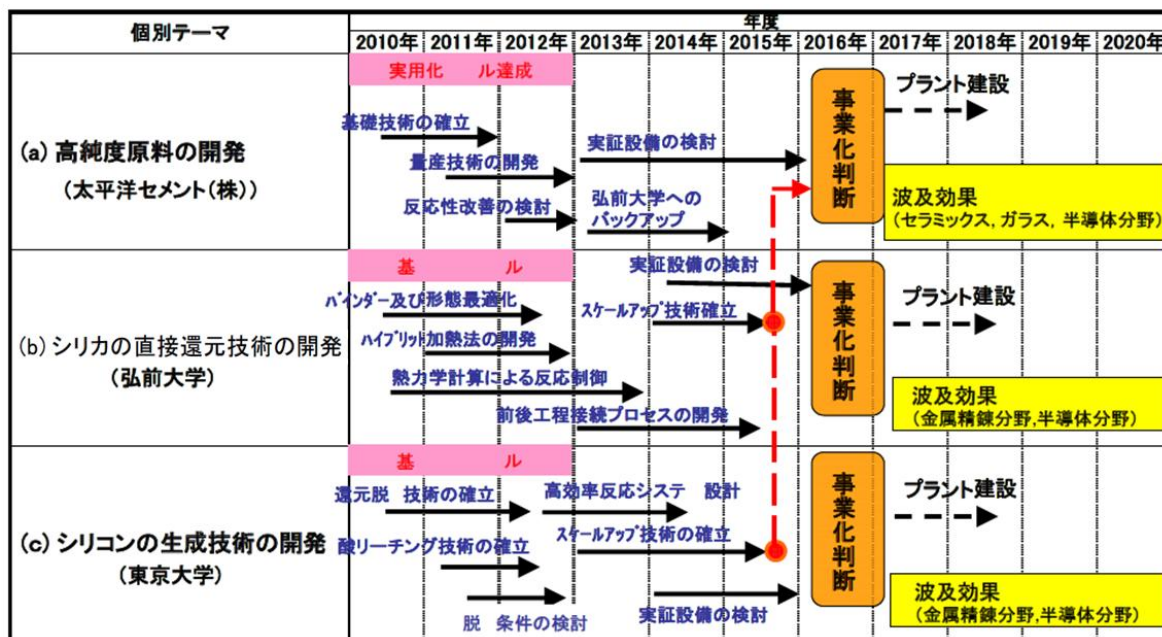 個別テーマ
年度
2010年 2011年 2012年 2013年 2014年 2015年 2016年 2017年 2018年 2019年 2020年
実用化 ル達成
基礎技術の確立
量産技術の開発
反応性改善の検討
実証設備の検討
弘前大学への
バックアップ
(a) 高純度原料の開発
(太平洋セメント(株))
事業化判断
プラント建設
波及効果
(セラミックス, ガラス, 半導体分野)
基 ル
バインダー及び形態最適化
ハイブリット加熱法の開発
熱力学計算による反応制御
前後工程接続プロセスの開発
実証設備の検討
スケールアップ技術確立
(b) シリカの直接還元技術の開発
(弘前大学)
事業化判断
プラント建設
波及効果
(金属精錬分野,半導体分野)
基 ル
還元脱 技術の確立
高効率反応システ 設計
酸リーチング技術の確立
スケールアップ技術の確立
脱 条件の検討
実証設備の検討
(c) シリコンの生成技術の開発
(東京大学)
事業化判断
プラント建設
波及効果
(金属精錬分野,半導体分野)